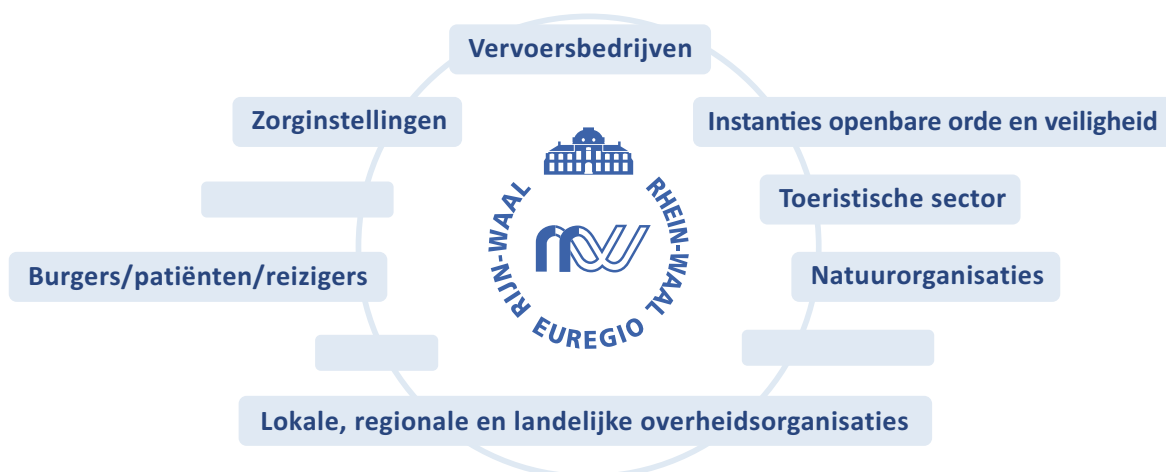 Vervoersbedrijven
Zorginstellingen
Instanties openbare orde en veiligheid
Toeristische sector
Burgers/patiënten/reizigers
Natuurorganisaties
RIJN-WAAL
RHEIN-WAAL
EUREGIO
Lokale, regionale en landelijke overheidsorganisaties